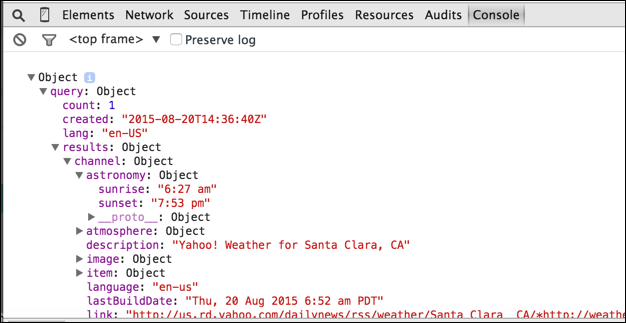 Elements Network Sources Timeline Profiles Resources Audits Console
<top frame> ▼ Preserve log
▼Object i
▼query: Object
count: 1
created: "2015-08-20T14:36:40Z"
lang: "en-US"
▼results: Object
▼channel: Object
▼astronomy: Object
sunrise: "6:27 am"
sunset: "7:53 pm"
▶__proto__: Object
▶atmosphere: Object
description: "Yahoo! Weather for Santa Clara, CA"
▶image: Object
▶item: Object
language: "en-us"
lastBuildDate: "Thu, 20 Aug 2015 6:52 am PDT"
link: "http://us.rd.yahoo.com/dailynews/rss/weather/Santa_Clara__CA/*http://weathe